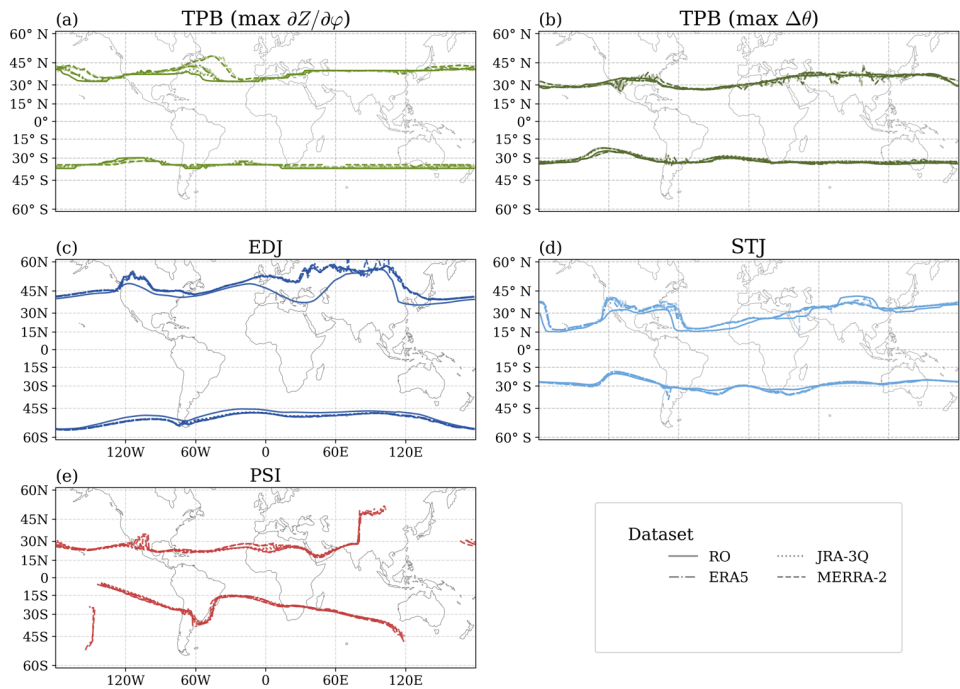 (a) TPB (max ∂Z/∂φ)
60° N
45° N
30° N
15° N
0°
15° S
30° S
45° S
60° S
(b) TPB (max Δθ)
60° N
45° N
30° N
15° N
0°
15° S
30° S
45° S
60° S
(c) EDJ
60N
45N
30N
15N
0
15S
30S
45S
60S
120W 60W 0 60E 120E
(d) STJ
60° N
45° N
30° N
15° N
0°
15° S
30° S
45° S
60° S
(e) PSI
60N
45N
30N
15N
0
15S
30S
45S
60S
120W 60W 0 60E 120E
Dataset
RO JRA-3Q
ERA5 MERRA-2